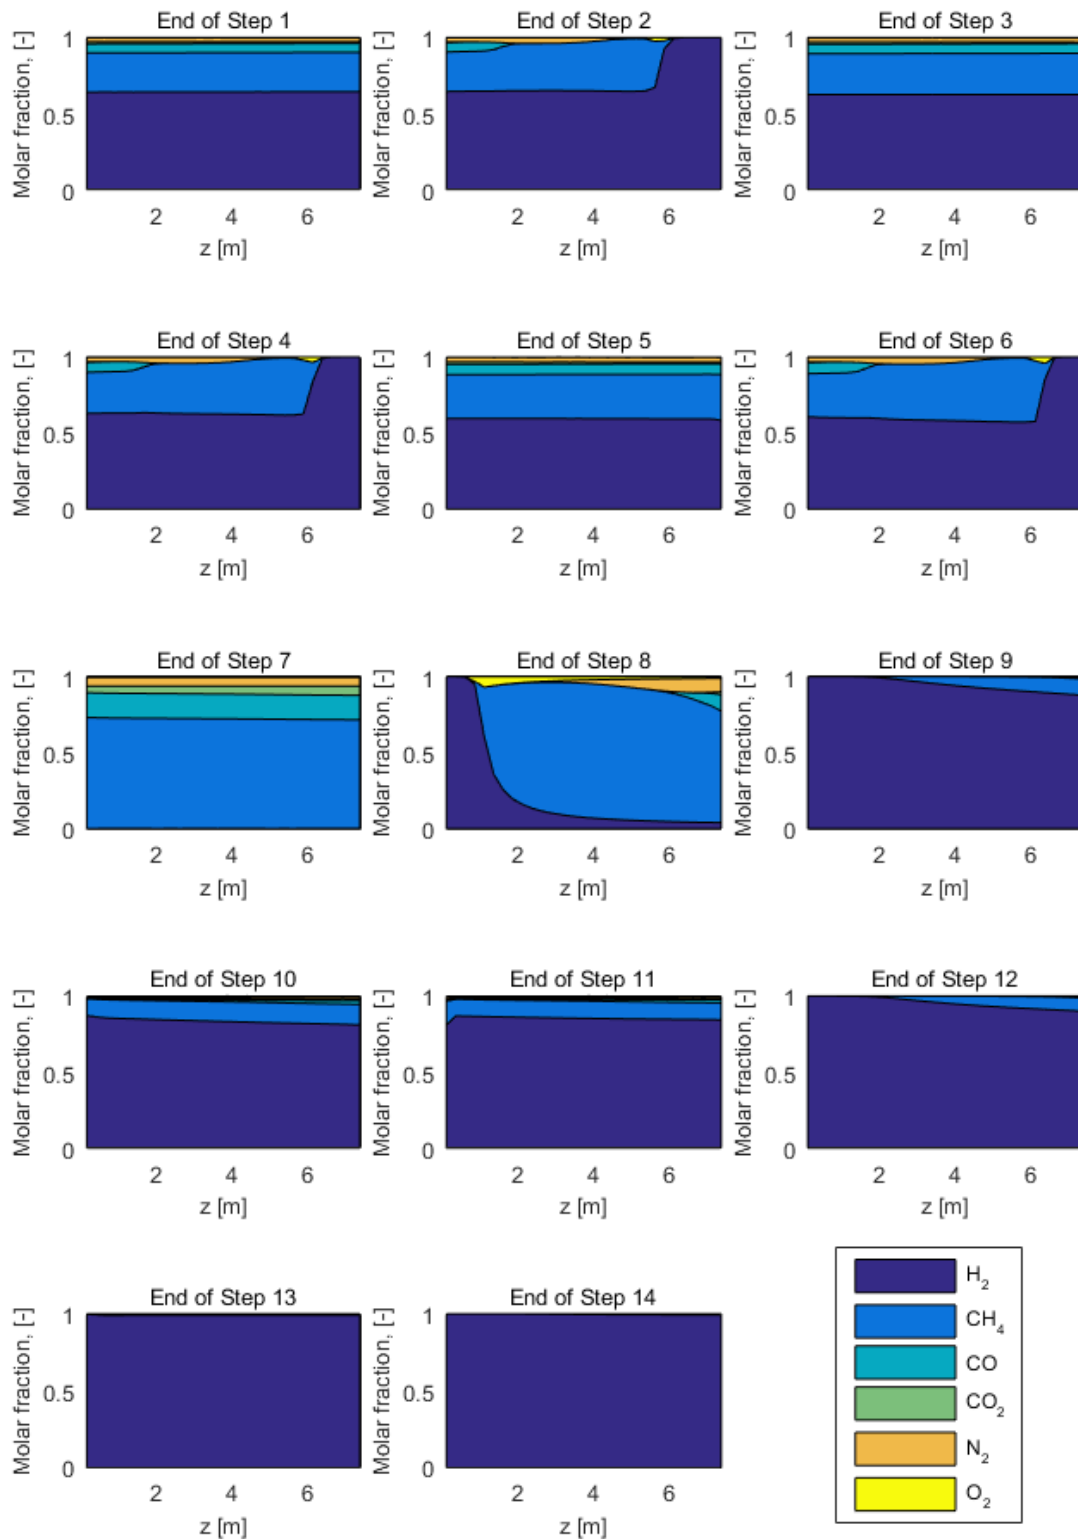 End of Step 1
Molar fraction, [-]
1
0.5
0
2 4 6
z [m]
End of Step 2
Molar fraction, [-]
1
0.5
0
2 4 6
z [m]
End of Step 3
Molar fraction, [-]
1
0.5
0
2 4 6
z [m]
End of Step 4
Molar fraction, [-]
1
0.5
0
2 4 6
z [m]
End of Step 5
Molar fraction, [-]
1
0.5
0
2 4 6
z [m]
End of Step 6
Molar fraction, [-]
1
0.5
0
2 4 6
z [m]
End of Step 7
Molar fraction, [-]
1
0.5
0
2 4 6
z [m]
End of Step 8
Molar fraction, [-]
1
0.5
0
2 4 6
z [m]
End of Step 9
Molar fraction, [-]
1
0.5
0
2 4 6
z [m]
End of Step 10
Molar fraction, [-]
1
0.5
0
2 4 6
z [m]
End of Step 11
Molar fraction, [-]
1
0.5
0
2 4 6
z [m]
End of Step 12
Molar fraction, [-]
1
0.5
0
2 4 6
z [m]
End of Step 13
Molar fraction, [-]
1
0.5
0
2 4 6
z [m]
End of Step 14
Molar fraction, [-]
1
0.5
0
2 4 6
z [m]
H₂
CH₄
CO
CO₂
N₂
O₂